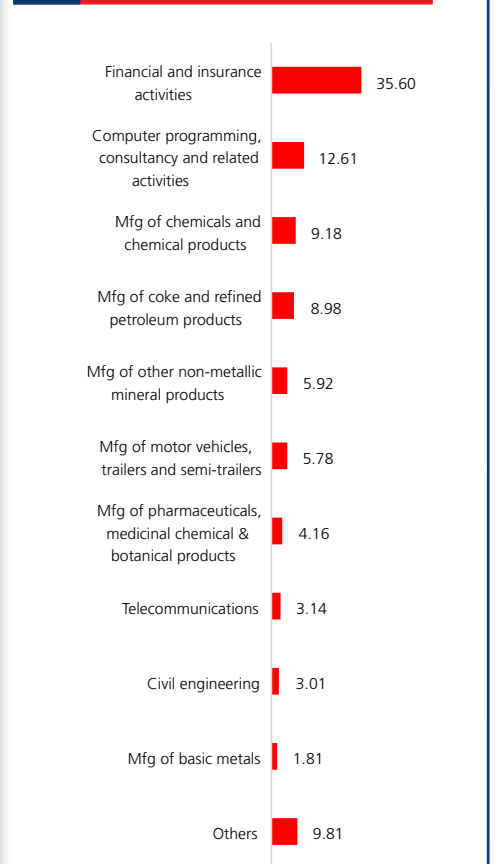 Financial and insurance
activities
35.60
Computer programming,
consultancy and related
activities
12.61
Mfg of chemicals and
chemical products
9.18
Mfg of coke and refined
petroleum products
8.98
Mfg of other non-metallic
mineral products
5.92
Mfg of motor vehicles,
trailers and semi-trailers
5.78
Mfg of pharmaceuticals,
medicinal chemical &
botanical products
4.16
Telecommunications
3.14
Civil engineering
3.01
Mfg of basic metals
1.81
Others
9.81